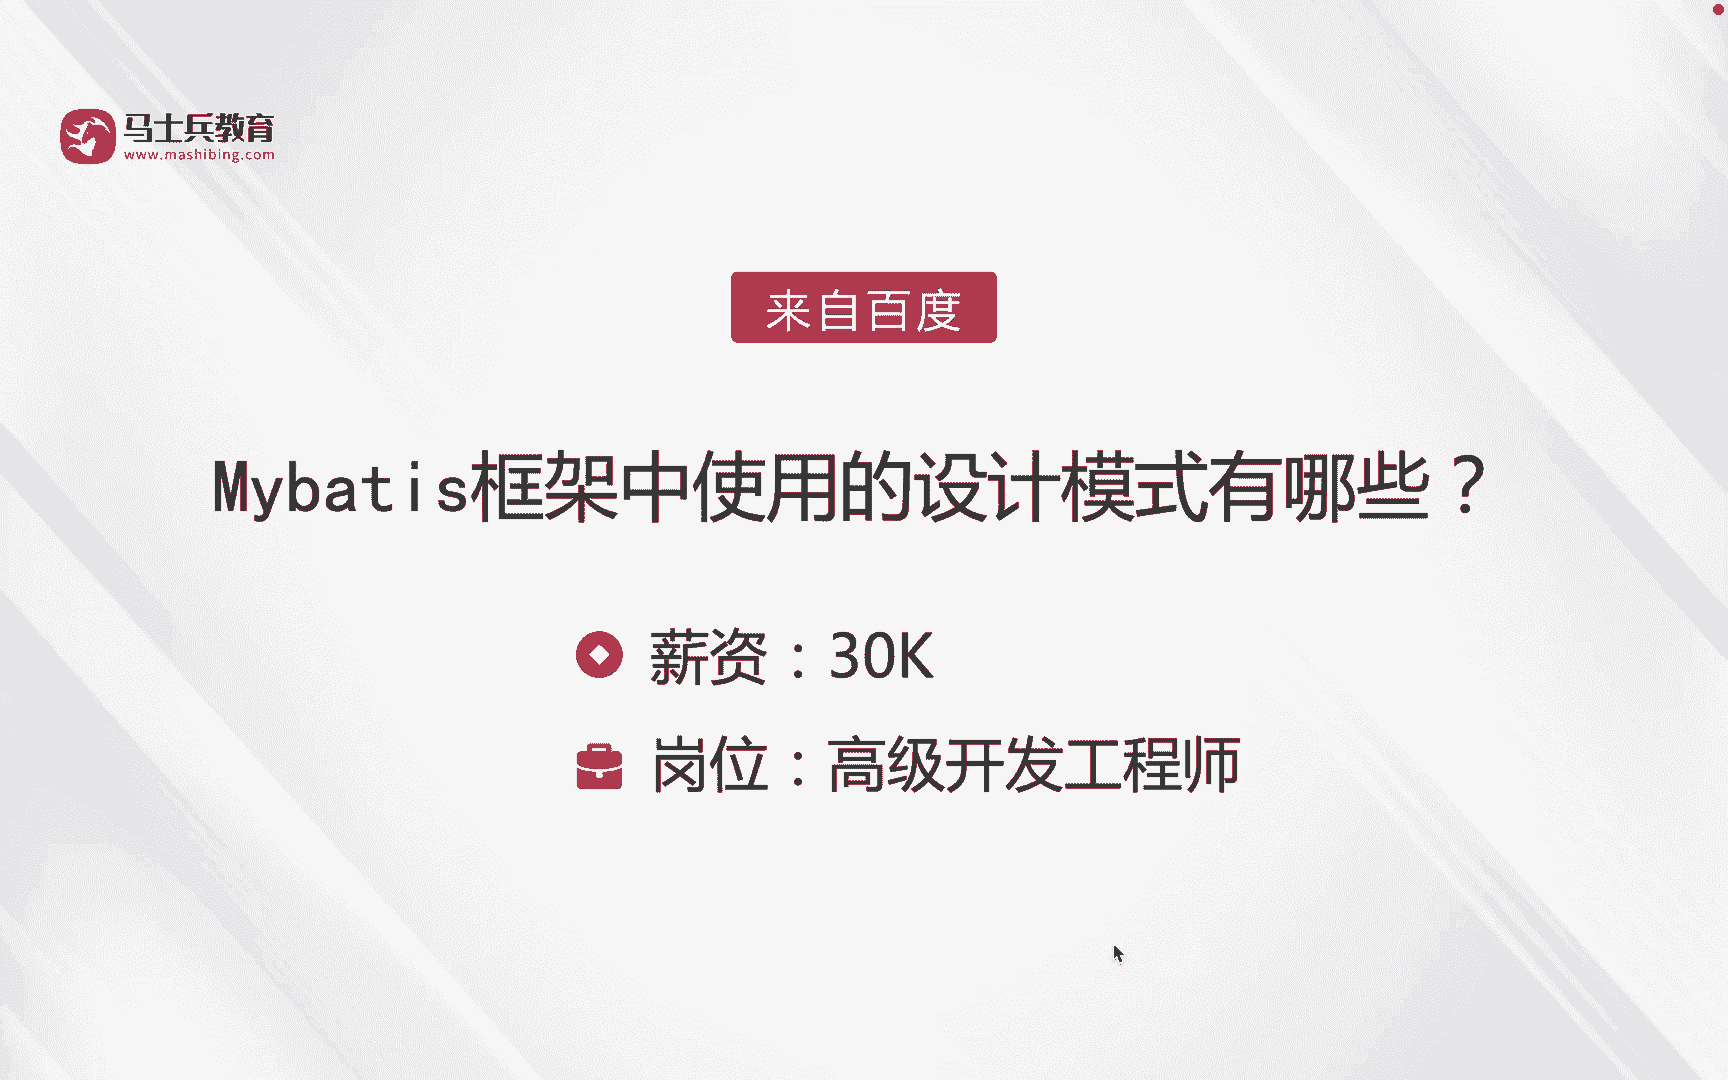 马士兵教育
www.mashibing.com
来自百度
Mybatis框架中使用的设计模式有哪些？
薪资：30K
岗位：高级开发工程师